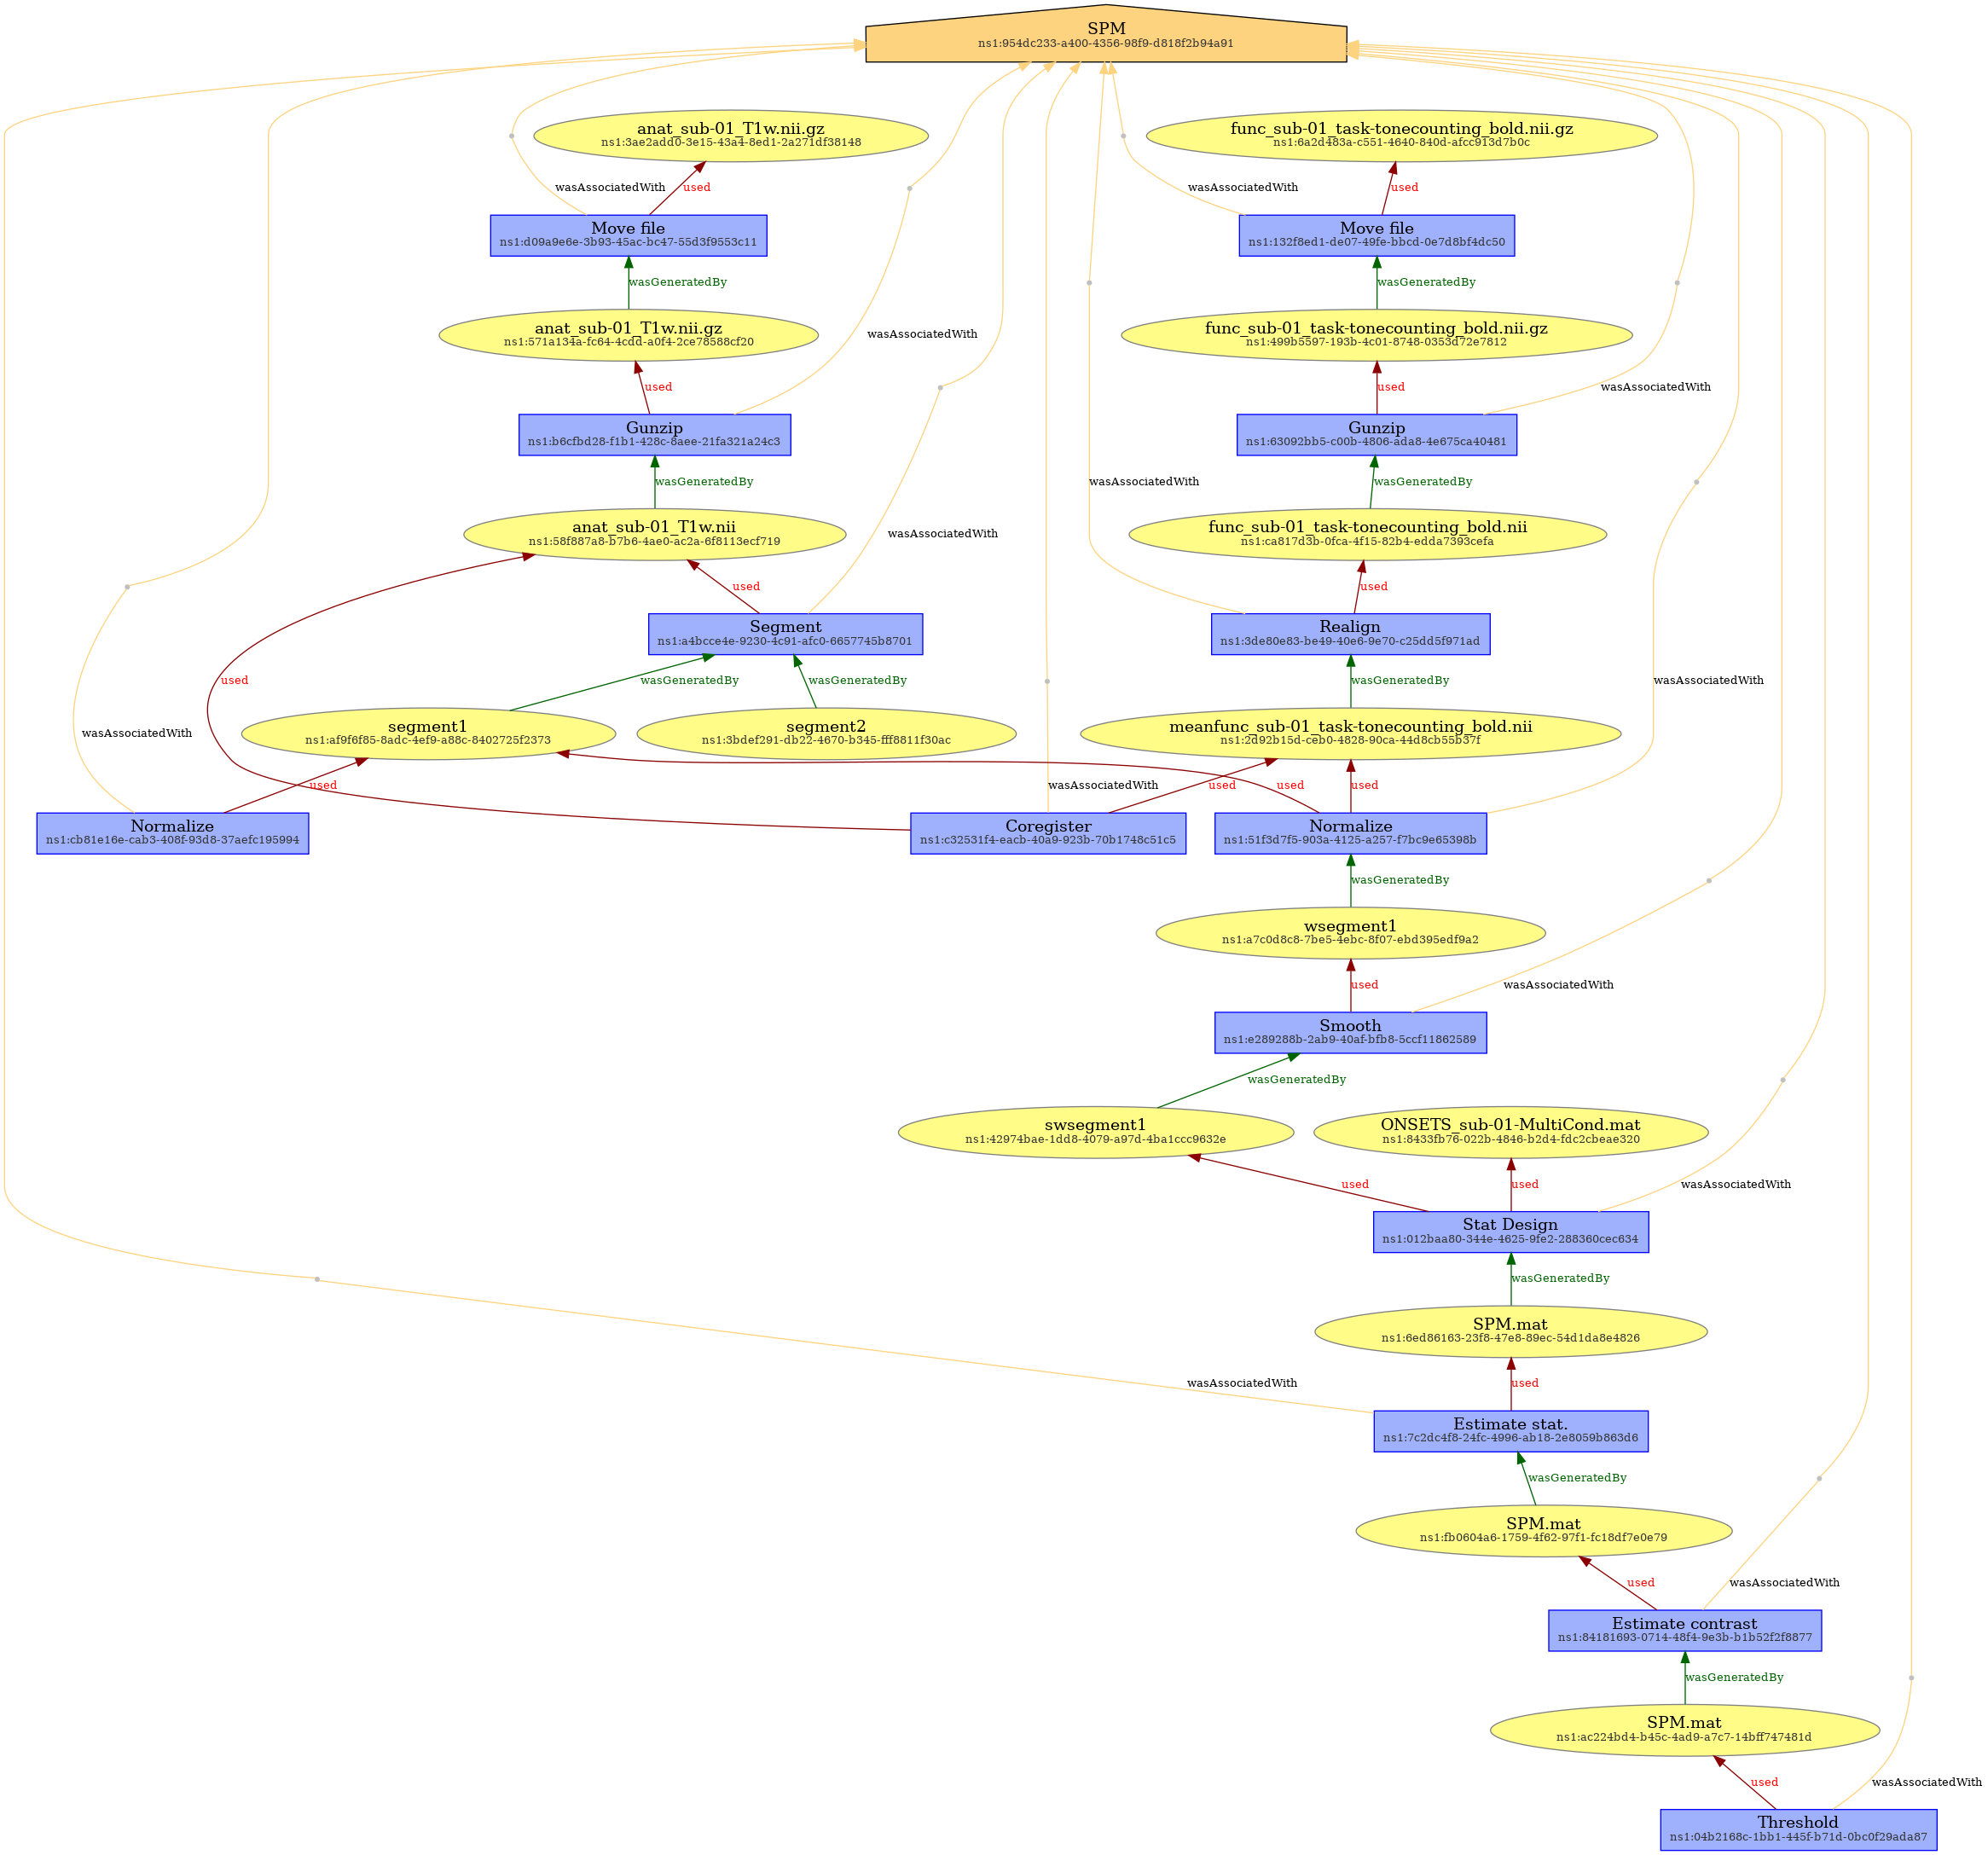 SPM
ns1:954dc233-a400-4356-98f9-d818f2b94a91
anat_sub-01_T1w.nii.gz
ns1:3ae2add0-3e15-43a4-8ed1-2a271df38148
func_sub-01_task-tonecounting_bold.nii.gz
ns1:6a2d483a-c551-4640-840d-afcc913d7b0c
wasAssociatedWith
used
wasAssociatedWith
used
Move file
ns1:d09a9e6e-3b93-45ac-bc47-55d3f9553c11
Move file
ns1:132f8ed1-de07-49fe-bbcd-0e7d8bf4dc50
wasGeneratedBy
wasGeneratedBy
anat_sub-01_T1w.nii.gz
ns1:571a134a-fc64-4cdd-a0f4-2ce78588cf20
wasAssociatedWith
func_sub-01_task-tonecounting_bold.nii.gz
ns1:499b5597-193b-4c01-8748-0353d72e7812
used
used
wasAssociatedWith
Gunzip
ns1:b6cfbd28-f1b1-428c-8aee-21fa321a24c3
Gunzip
ns1:63092bb5-c00b-4806-ada8-4e675ca40481
wasGeneratedBy
wasAssociatedWith
wasGeneratedBy
anat_sub-01_T1w.nii
ns1:58f887a8-b7b6-4ae0-ac2a-6f8113ecf719
wasAssociatedWith
func_sub-01_task-tonecounting_bold.nii
ns1:ca817d3b-0fca-4f15-82b4-edda7393cefa
used
used
Segment
ns1:a4bcce4e-9230-4c91-afc0-6657745b8701
Realign
ns1:3de80e83-be49-40e6-9e70-c25dd5f971ad
used
wasGeneratedBy
wasGeneratedBy
wasGeneratedBy
wasAssociatedWith
wasAssociatedWith
segment1
ns1:af9f6f85-8adc-4ef9-a88c-8402725f2373
segment2
ns1:3bdef291-db22-4670-b345-fff8811f30ac
meanfunc_sub-01_task-tonecounting_bold.nii
ns1:2d92b15d-ceb0-4828-90ca-44d8cb55b37f
used
wasAssociatedWith
used
used
used
Normalize
ns1:cb81e16e-cab3-408f-93d8-37aefc195994
Coregister
ns1:c32531f4-eacb-40a9-923b-70b1748c51c5
Normalize
ns1:51f3d7f5-903a-4125-a257-f7bc9e65398b
wasGeneratedBy
wsegment1
ns1:a7c0d8c8-7be5-4ebc-8f07-ebd395edf9a2
used
wasAssociatedWith
Smooth
ns1:e289288b-2ab9-40af-bfb8-5ccf11862589
wasGeneratedBy
swsegment1
ns1:42974bae-1dd8-4079-a97d-4ba1ccc9632e
ONSETS_sub-01-MultiCond.mat
ns1:8433fb76-022b-4846-b2d4-fdc2cbeae320
used
used
wasAssociatedWith
Stat Design
ns1:012baa80-344e-4625-9fe2-288360cec634
wasGeneratedBy
SPM.mat
ns1:6ed86163-23f8-47e8-89ec-54d1da8e4826
wasAssociatedWith
used
Estimate stat.
ns1:7c2dc4f8-24fc-4996-ab18-2e8059b863d6
wasGeneratedBy
SPM.mat
ns1:fb0604a6-1759-4f62-97f1-fc18df7e0e79
used
wasAssociatedWith
Estimate contrast
ns1:84181693-0714-48f4-9e3b-b1b52f2f8877
wasGeneratedBy
SPM.mat
ns1:ac224bd4-b45c-4ad9-a7c7-14bff747481d
used
wasAssociatedWith
Threshold
ns1:04b2168c-1bb1-445f-b71d-0bc0f29ada87